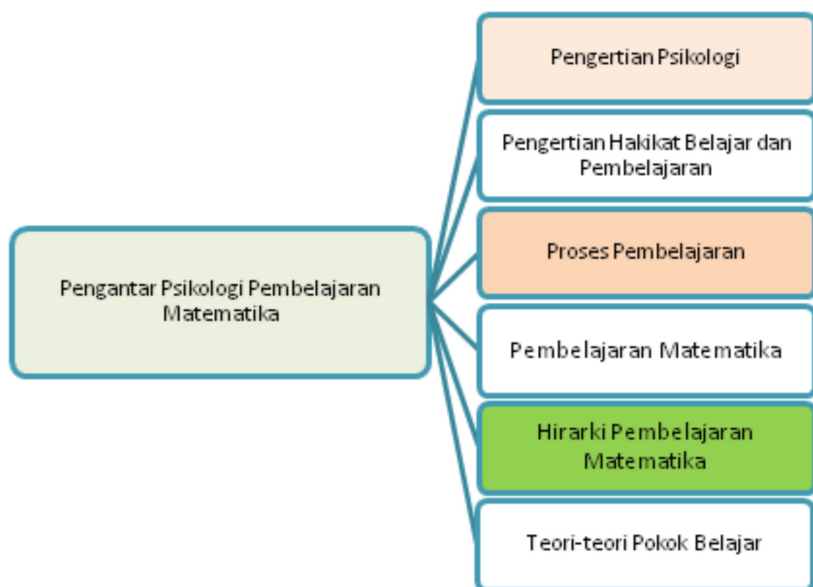 Pengertian Psikologi
Pengertian Hakikat Belajar dan
Pembelajaran
Proses Pembelajaran
Pengantar Psikologi Pembelajaran
Matematika
Pembelajaran Matematika
Hirarki Pembelajaran
Matematika
Teori-teori Pokok Belajar